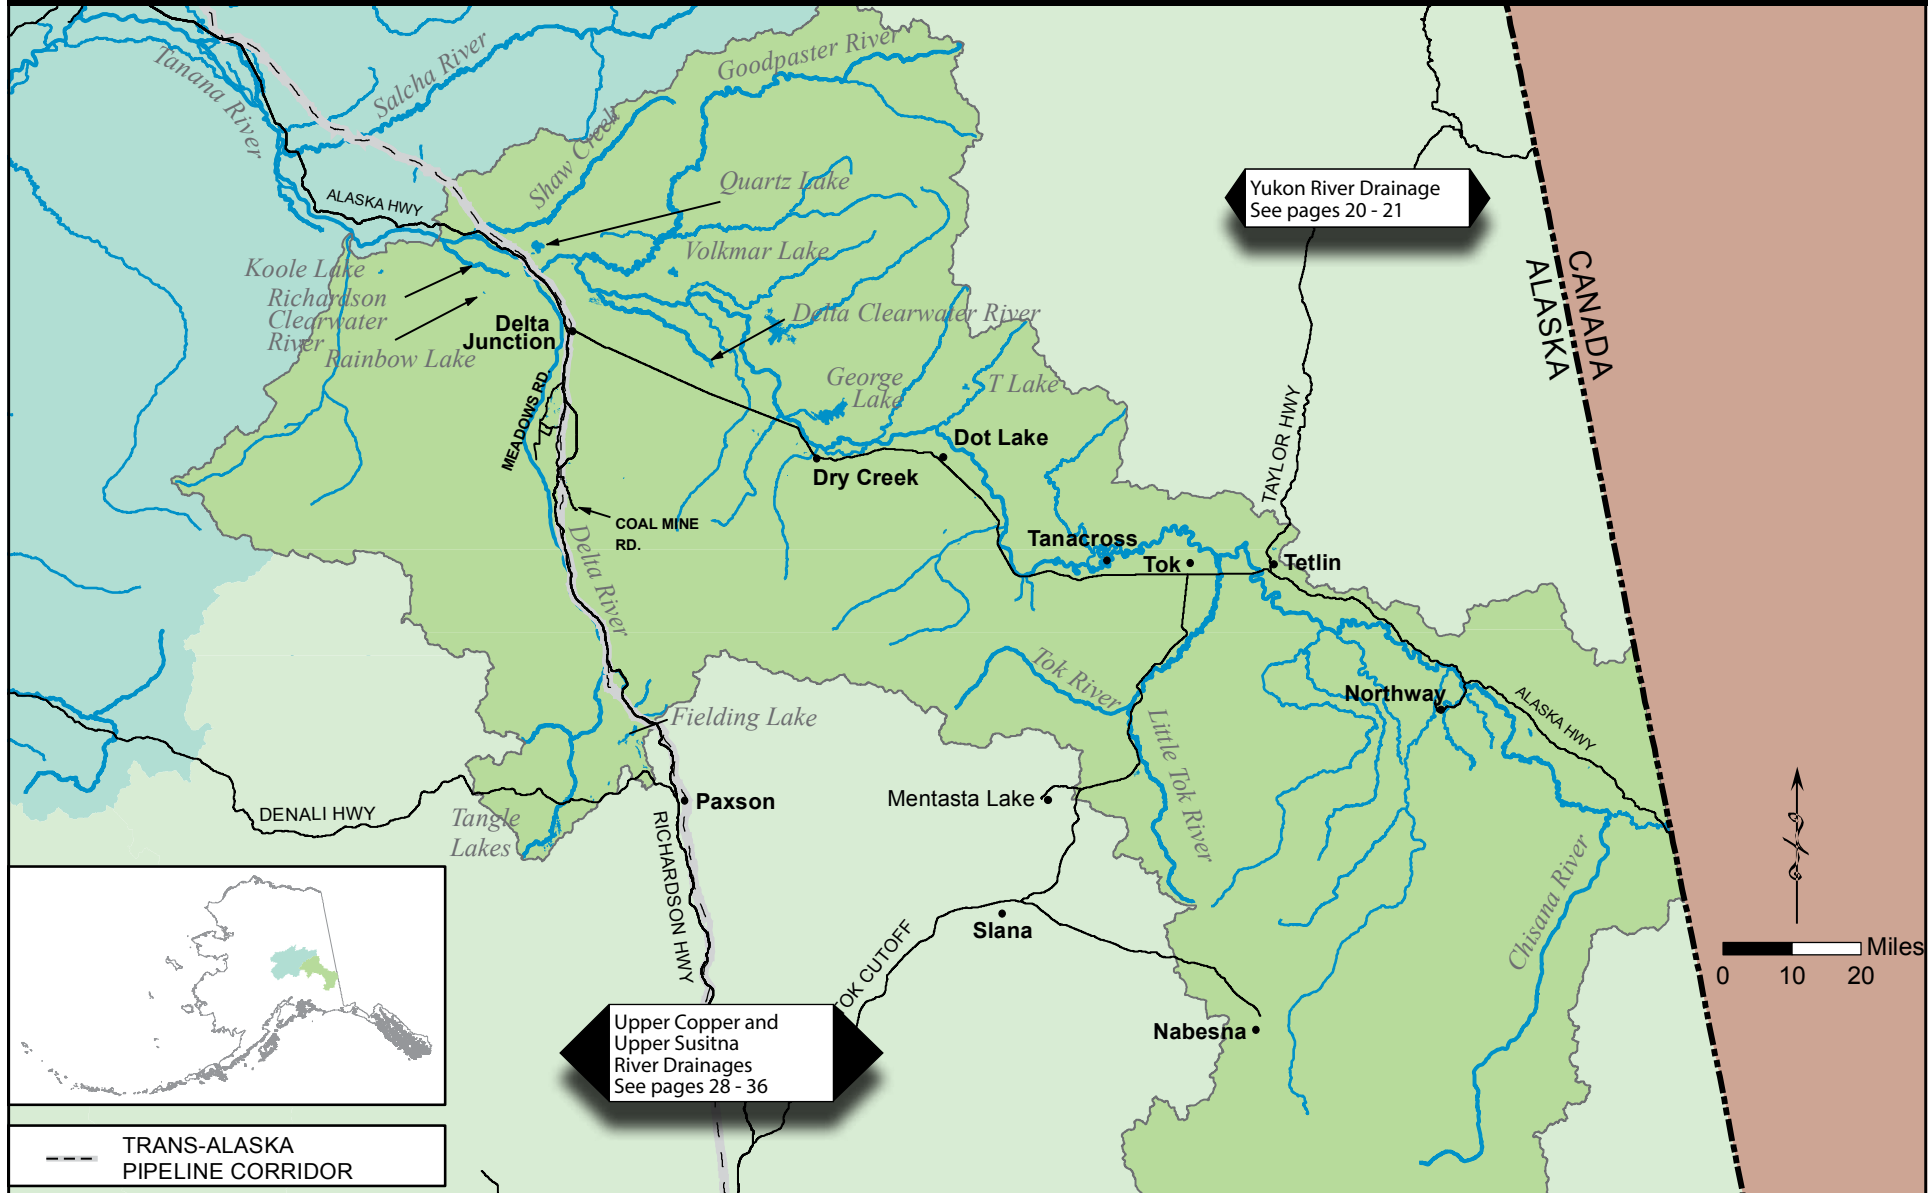 Tanana River
Salcha River
Goodpaster River
Shaw Creek
Quartz Lake
ALASKA HWY
Volkmar Lake
Koole Lake
Richardson
Clearwater
River
Rainbow Lake
Delta
Junction
Delta Clearwater River
George
Lake
T Lake
MEADOWS RD.
Dot Lake
Dry Creek
COAL MINE
RD.
Delta River
Tanacross
Tok
Tetlin
TAYLOR HWY
Yukon River Drainage
See pages 20 - 21
CANADA
ALASKA
Tok River
Little Tok River
Northway
ALASKA HWY
Fielding Lake
Paxson
DENALI HWY
Tangle
Lakes
RICHARDSON HWY
Mentasta Lake
Slana
TOK CUTOFF
Nabesna
Chisana River
Miles
0 10 20
Upper Copper and
Upper Susitna
River Drainages
See pages 28 - 36
TRANS-ALASKA
PIPELINE CORRIDOR